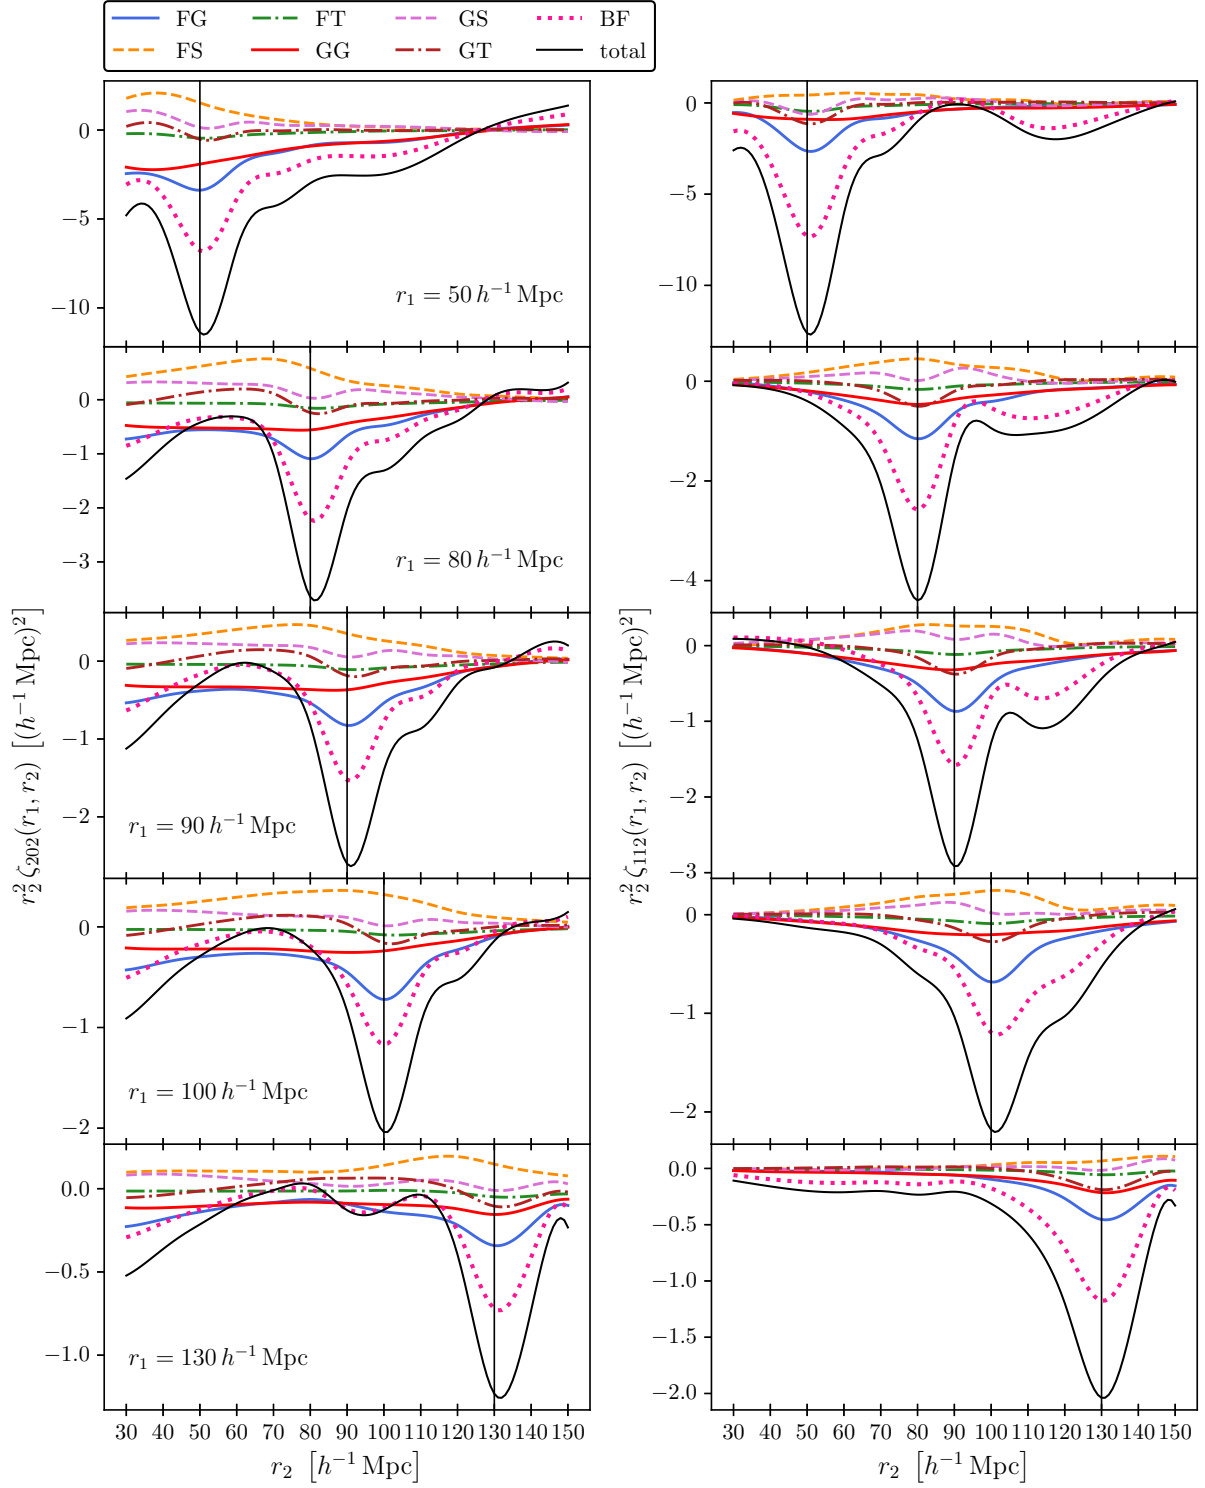 FG FT GS BF
FS GG GT total
0
−5
−10
r₁ = 50 h⁻¹ Mpc
0
−5
−10
0
−1
−2
−3
r₁ = 80 h⁻¹ Mpc
0
−2
−4
r₂² ζ₂₀₂(r₁, r₂) [(h⁻¹ Mpc)²]
0
−1
−2
r₁ = 90 h⁻¹ Mpc
r₂² ζ₁₁₂(r₁, r₂) [(h⁻¹ Mpc)²]
0
−1
−2
−3
0
−1
−2
r₁ = 100 h⁻¹ Mpc
0
−1
−2
0.0
−0.5
−1.0
r₁ = 130 h⁻¹ Mpc
0.0
−0.5
−1.0
−1.5
−2.0
30 40 50 60 70 80 90 100 110 120 130 140 150
r₂ [h⁻¹ Mpc]
30 40 50 60 70 80 90 100 110 120 130 140 150
r₂ [h⁻¹ Mpc]